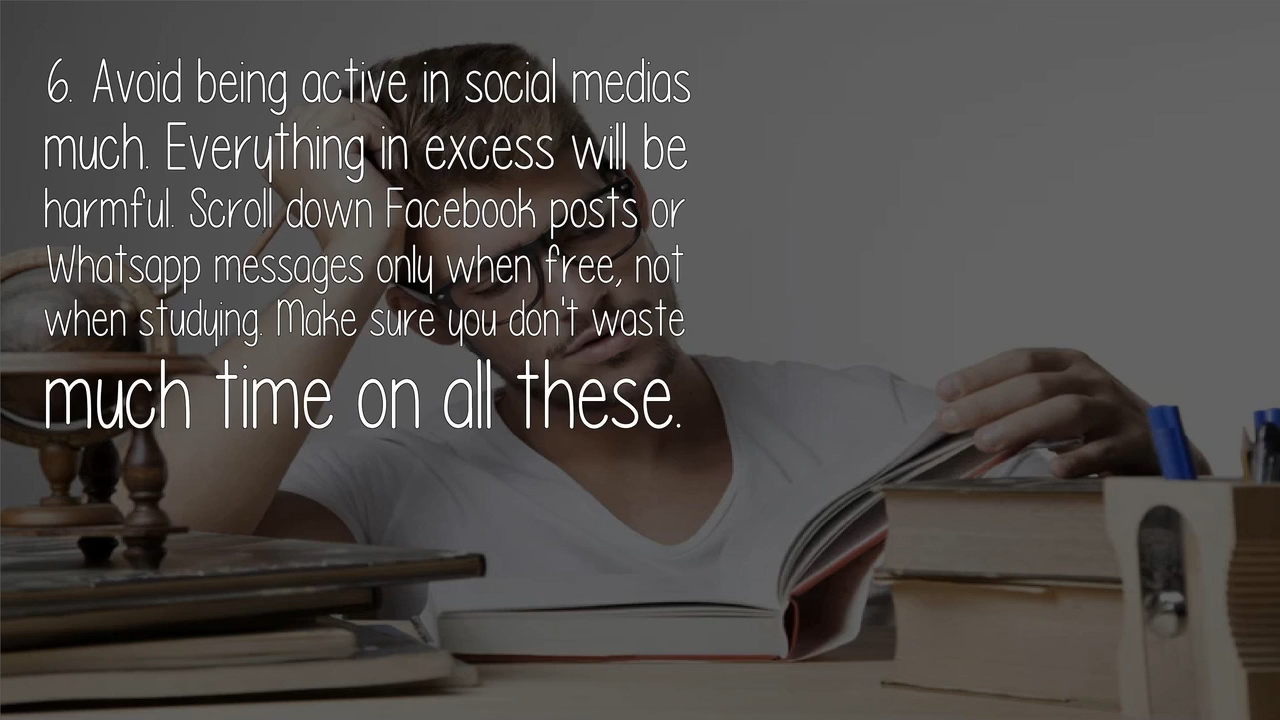 6. Avoid being active in social medias
much. Everything in excess will be
harmful. Scroll down Facebook posts or
Whatsapp messages only when free, not
when studying. Make sure you don't waste
much time on all these.